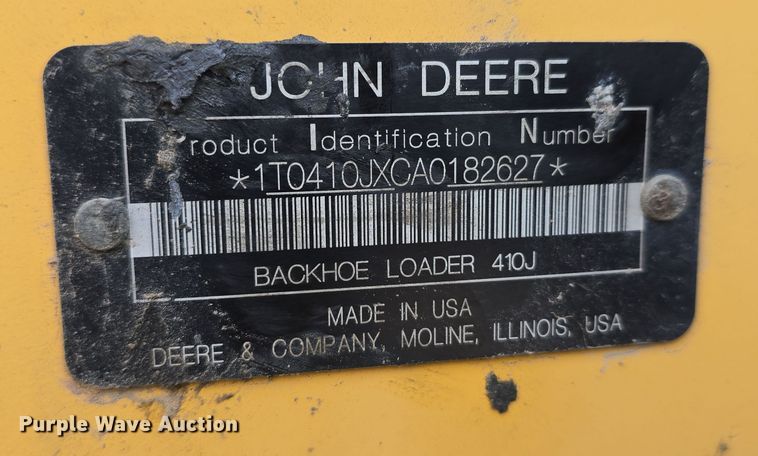 JOHN DEERE
Product Identification Number
*1T0410JXCA0182627*
BACKHOE LOADER 410J
MADE IN USA
DEERE & COMPANY, MOLINE, ILLINOIS, USA
Purple Wave Auction